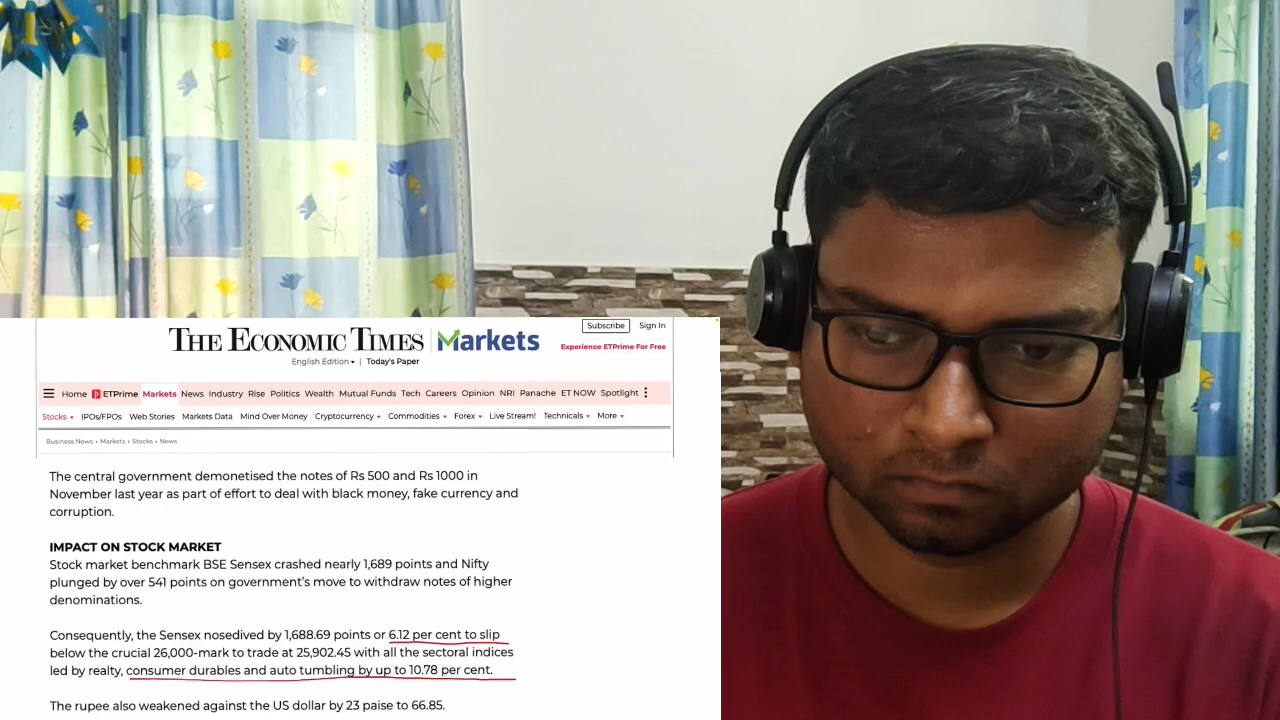 THE ECONOMIC TIMES | Markets
Subscribe Sign In
English Edition | Today's Paper
Experience ETPrime For Free
Home ETPrime Markets News Industry Rise Politics Wealth Mutual Funds Tech Careers Opinion NRI Panache ET NOW Spotlight
Stocks IPOs/FPOs Web Stories Markets Data Mind Over Money Cryptocurrency Commodities Forex Live Stream! Technicals More
Business News › Markets › Stocks › News
The central government demonetised the notes of Rs 500 and Rs 1000 in
November last year as part of effort to deal with black money, fake currency and
corruption.
IMPACT ON STOCK MARKET
Stock market benchmark BSE Sensex crashed nearly 1,689 points and Nifty
plunged by over 541 points on government's move to withdraw notes of higher
denominations.
Consequently, the Sensex nosedived by 1,688.69 points or 6.12 per cent to slip
below the crucial 26,000-mark to trade at 25,902.45 with all the sectoral indices
led by realty, consumer durables and auto tumbling by up to 10.78 per cent.
The rupee also weakened against the US dollar by 23 paise to 66.85.